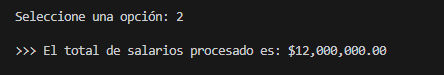 Seleccione una opción: 2
>>> El total de salarios procesado es: $12,000,000.00